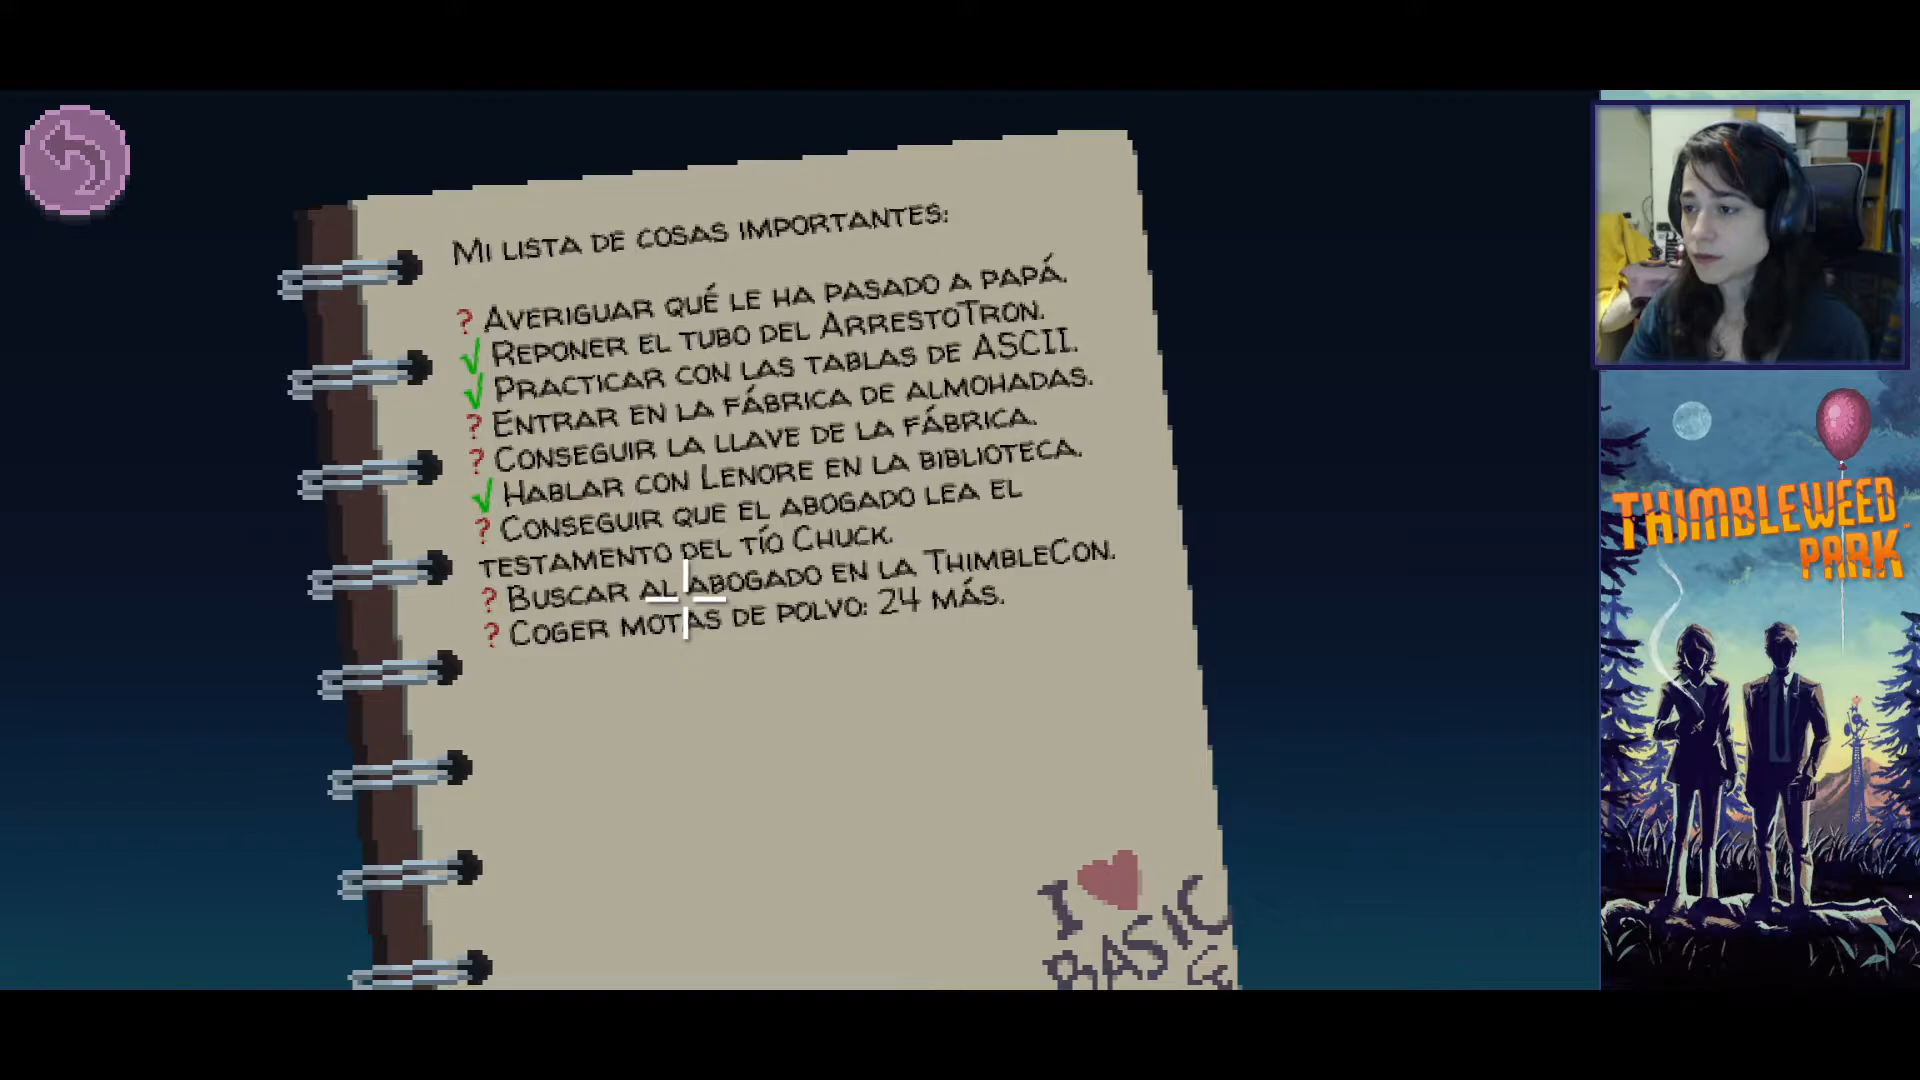 MI LISTA DE COSAS IMPORTANTES:
? AVERIGUAR QUÉ LE HA PASADO A PAPÁ.
√ REPONER EL TUBO DEL ARRESTOTRON.
√ PRACTICAR CON LAS TABLAS DE ASCII.
? ENTRAR EN LA FÁBRICA DE ALMOHADAS.
? CONSEGUIR LA LLAVE DE LA FÁBRICA.
√ HABLAR CON LENORE EN LA BIBLIOTECA.
? CONSEGUIR QUE EL ABOGADO LEA EL
TESTAMENTO DEL TÍO CHUCK.
? BUSCAR AL ABOGADO EN LA THIMBLECON.
? COGER MOTAS DE POLVO: 24 MÁS.
I ♥
BASIC
THIMBLEWEED
PARK